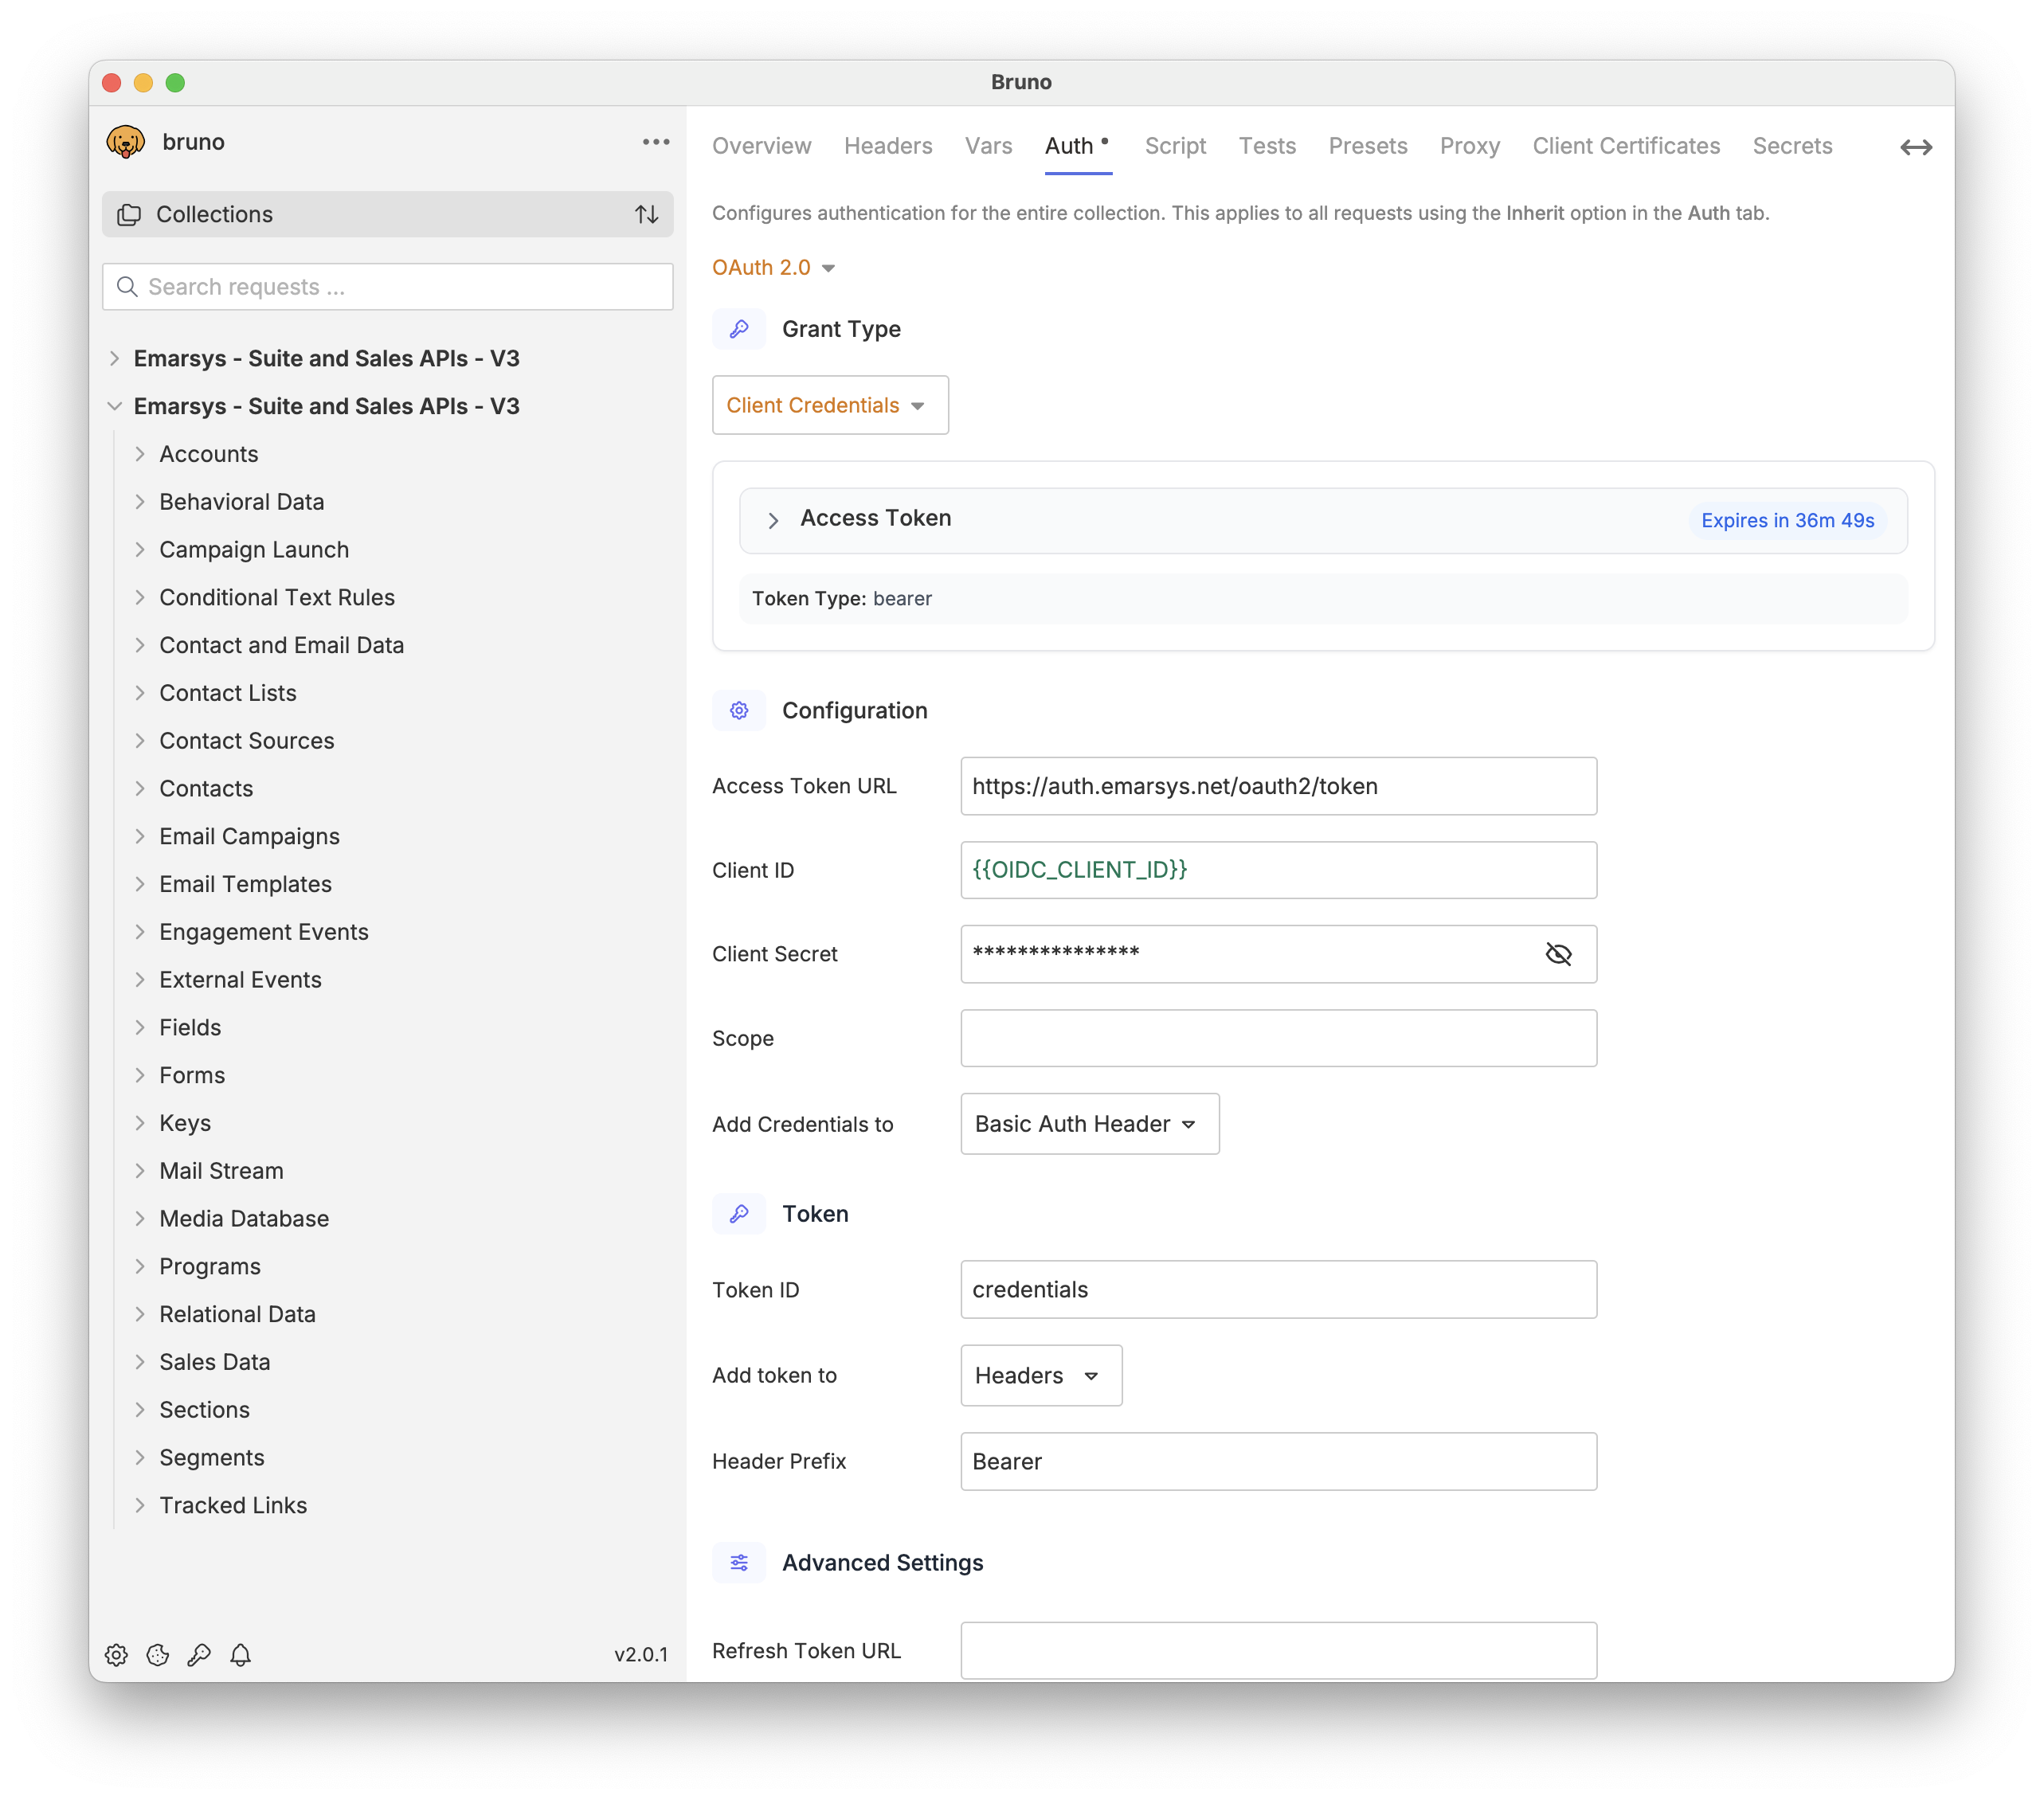 Bruno
bruno
Collections
Search requests ...
Emarsys - Suite and Sales APIs - V3
Emarsys - Suite and Sales APIs - V3
Accounts
Behavioral Data
Campaign Launch
Conditional Text Rules
Contact and Email Data
Contact Lists
Contact Sources
Contacts
Email Campaigns
Email Templates
Engagement Events
External Events
Fields
Forms
Keys
Mail Stream
Media Database
Programs
Relational Data
Sales Data
Sections
Segments
Tracked Links
v2.0.1
Overview Headers Vars Auth Script Tests Presets Proxy Client Certificates Secrets
Configures authentication for the entire collection. This applies to all requests using the Inherit option in the Auth tab.
OAuth 2.0
Grant Type
Client Credentials
Access Token Expires in 36m 49s
Token Type: bearer
Configuration
Access Token URL https://auth.emarsys.net/oauth2/token
Client ID {{OIDC_CLIENT_ID}}
Client Secret ***************
Scope
Add Credentials to Basic Auth Header
Token
Token ID credentials
Add token to Headers
Header Prefix Bearer
Advanced Settings
Refresh Token URL